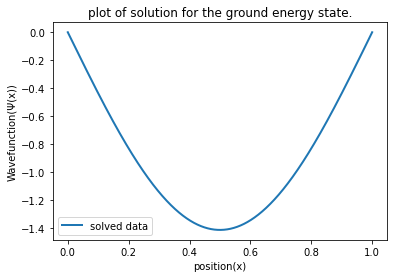 plot of solution for the ground energy state.
Wavefunction(Ψ(x))
0.0
−0.2
−0.4
−0.6
−0.8
−1.0
−1.2
−1.4
solved data
0.0 0.2 0.4 0.6 0.8 1.0
position(x)